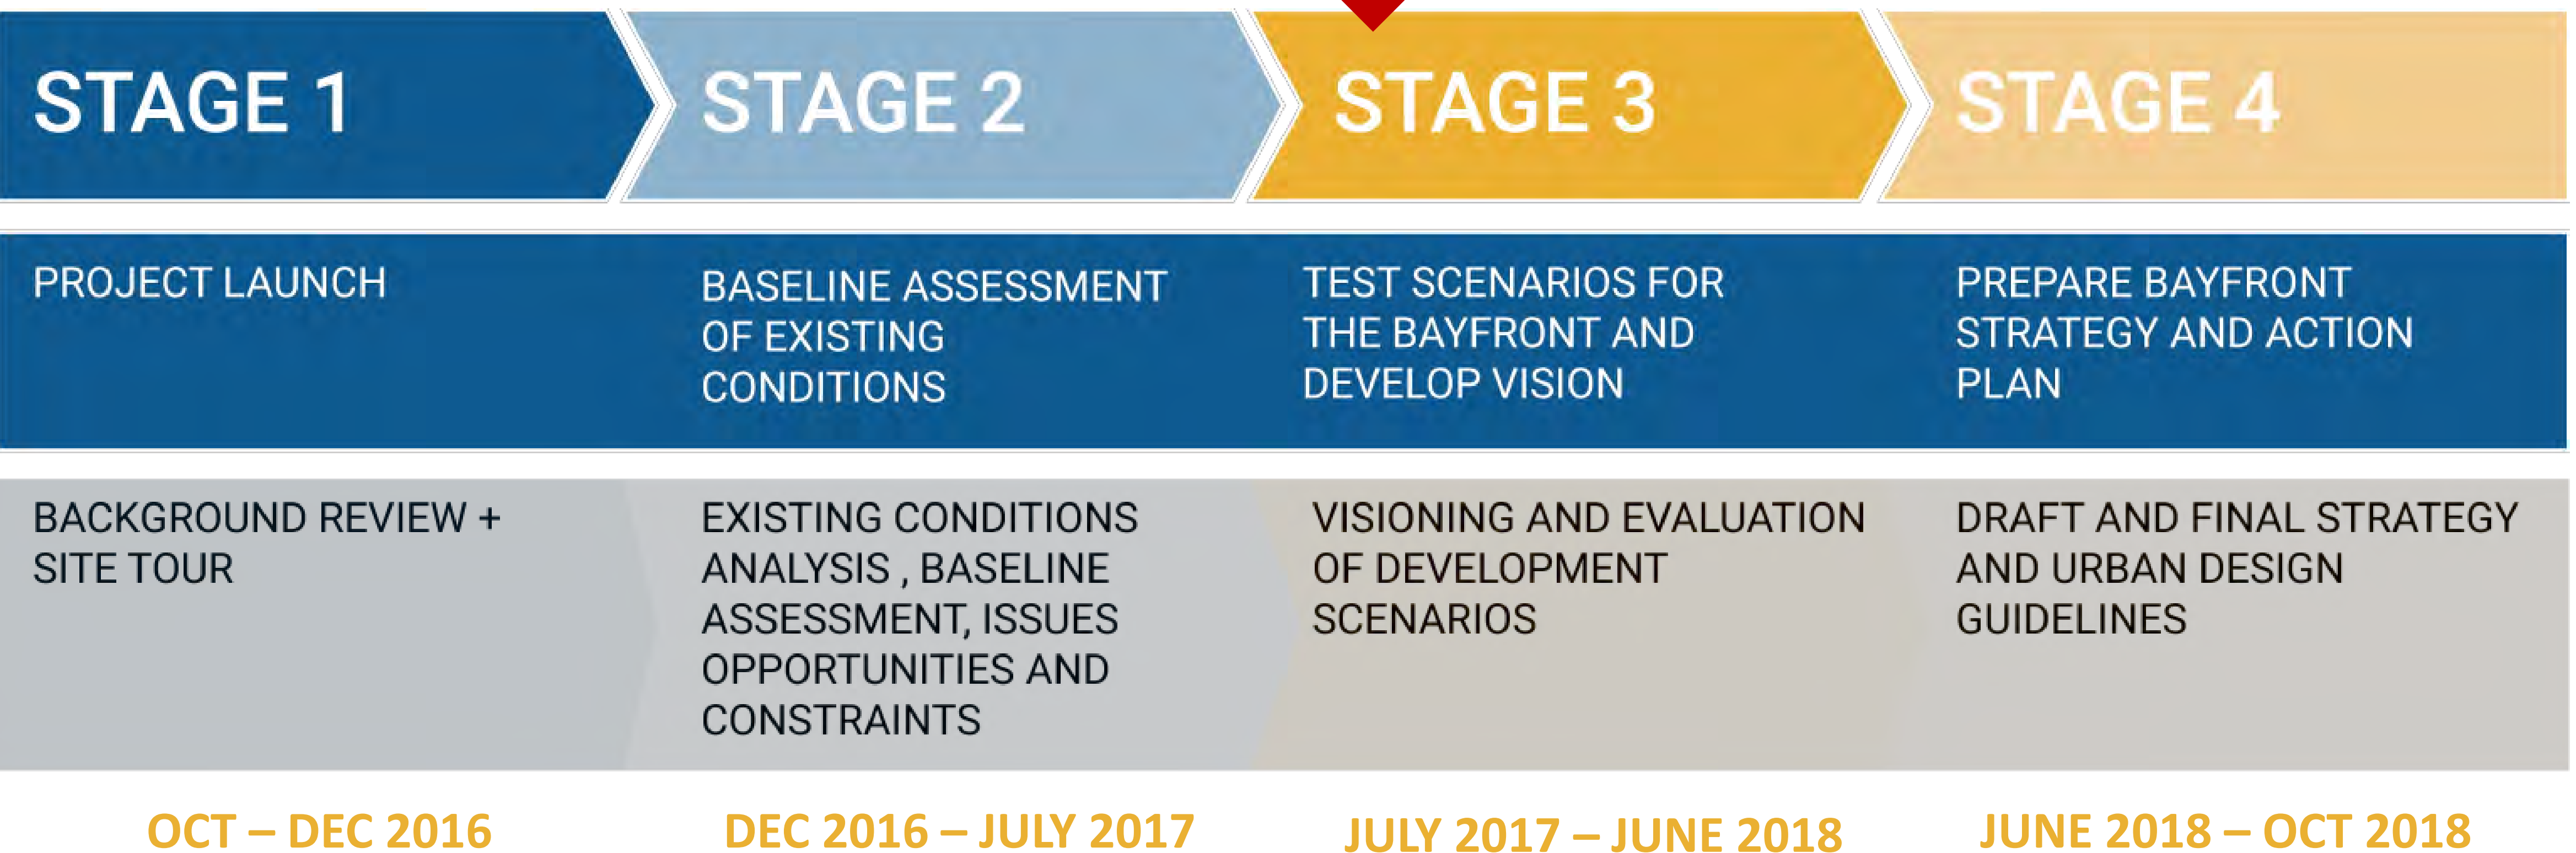 STAGE 1
STAGE 2
STAGE 3
STAGE 4
PROJECT LAUNCH
BASELINE ASSESSMENT
OF EXISTING
CONDITIONS
TEST SCENARIOS FOR
THE BAYFRONT AND
DEVELOP VISION
PREPARE BAYFRONT
STRATEGY AND ACTION
PLAN
BACKGROUND REVIEW +
SITE TOUR
EXISTING CONDITIONS
ANALYSIS , BASELINE
ASSESSMENT, ISSUES
OPPORTUNITIES AND
CONSTRAINTS
VISIONING AND EVALUATION
OF DEVELOPMENT
SCENARIOS
DRAFT AND FINAL STRATEGY
AND URBAN DESIGN
GUIDELINES
OCT – DEC 2016
DEC 2016 – JULY 2017
JULY 2017 – JUNE 2018
JUNE 2018 – OCT 2018